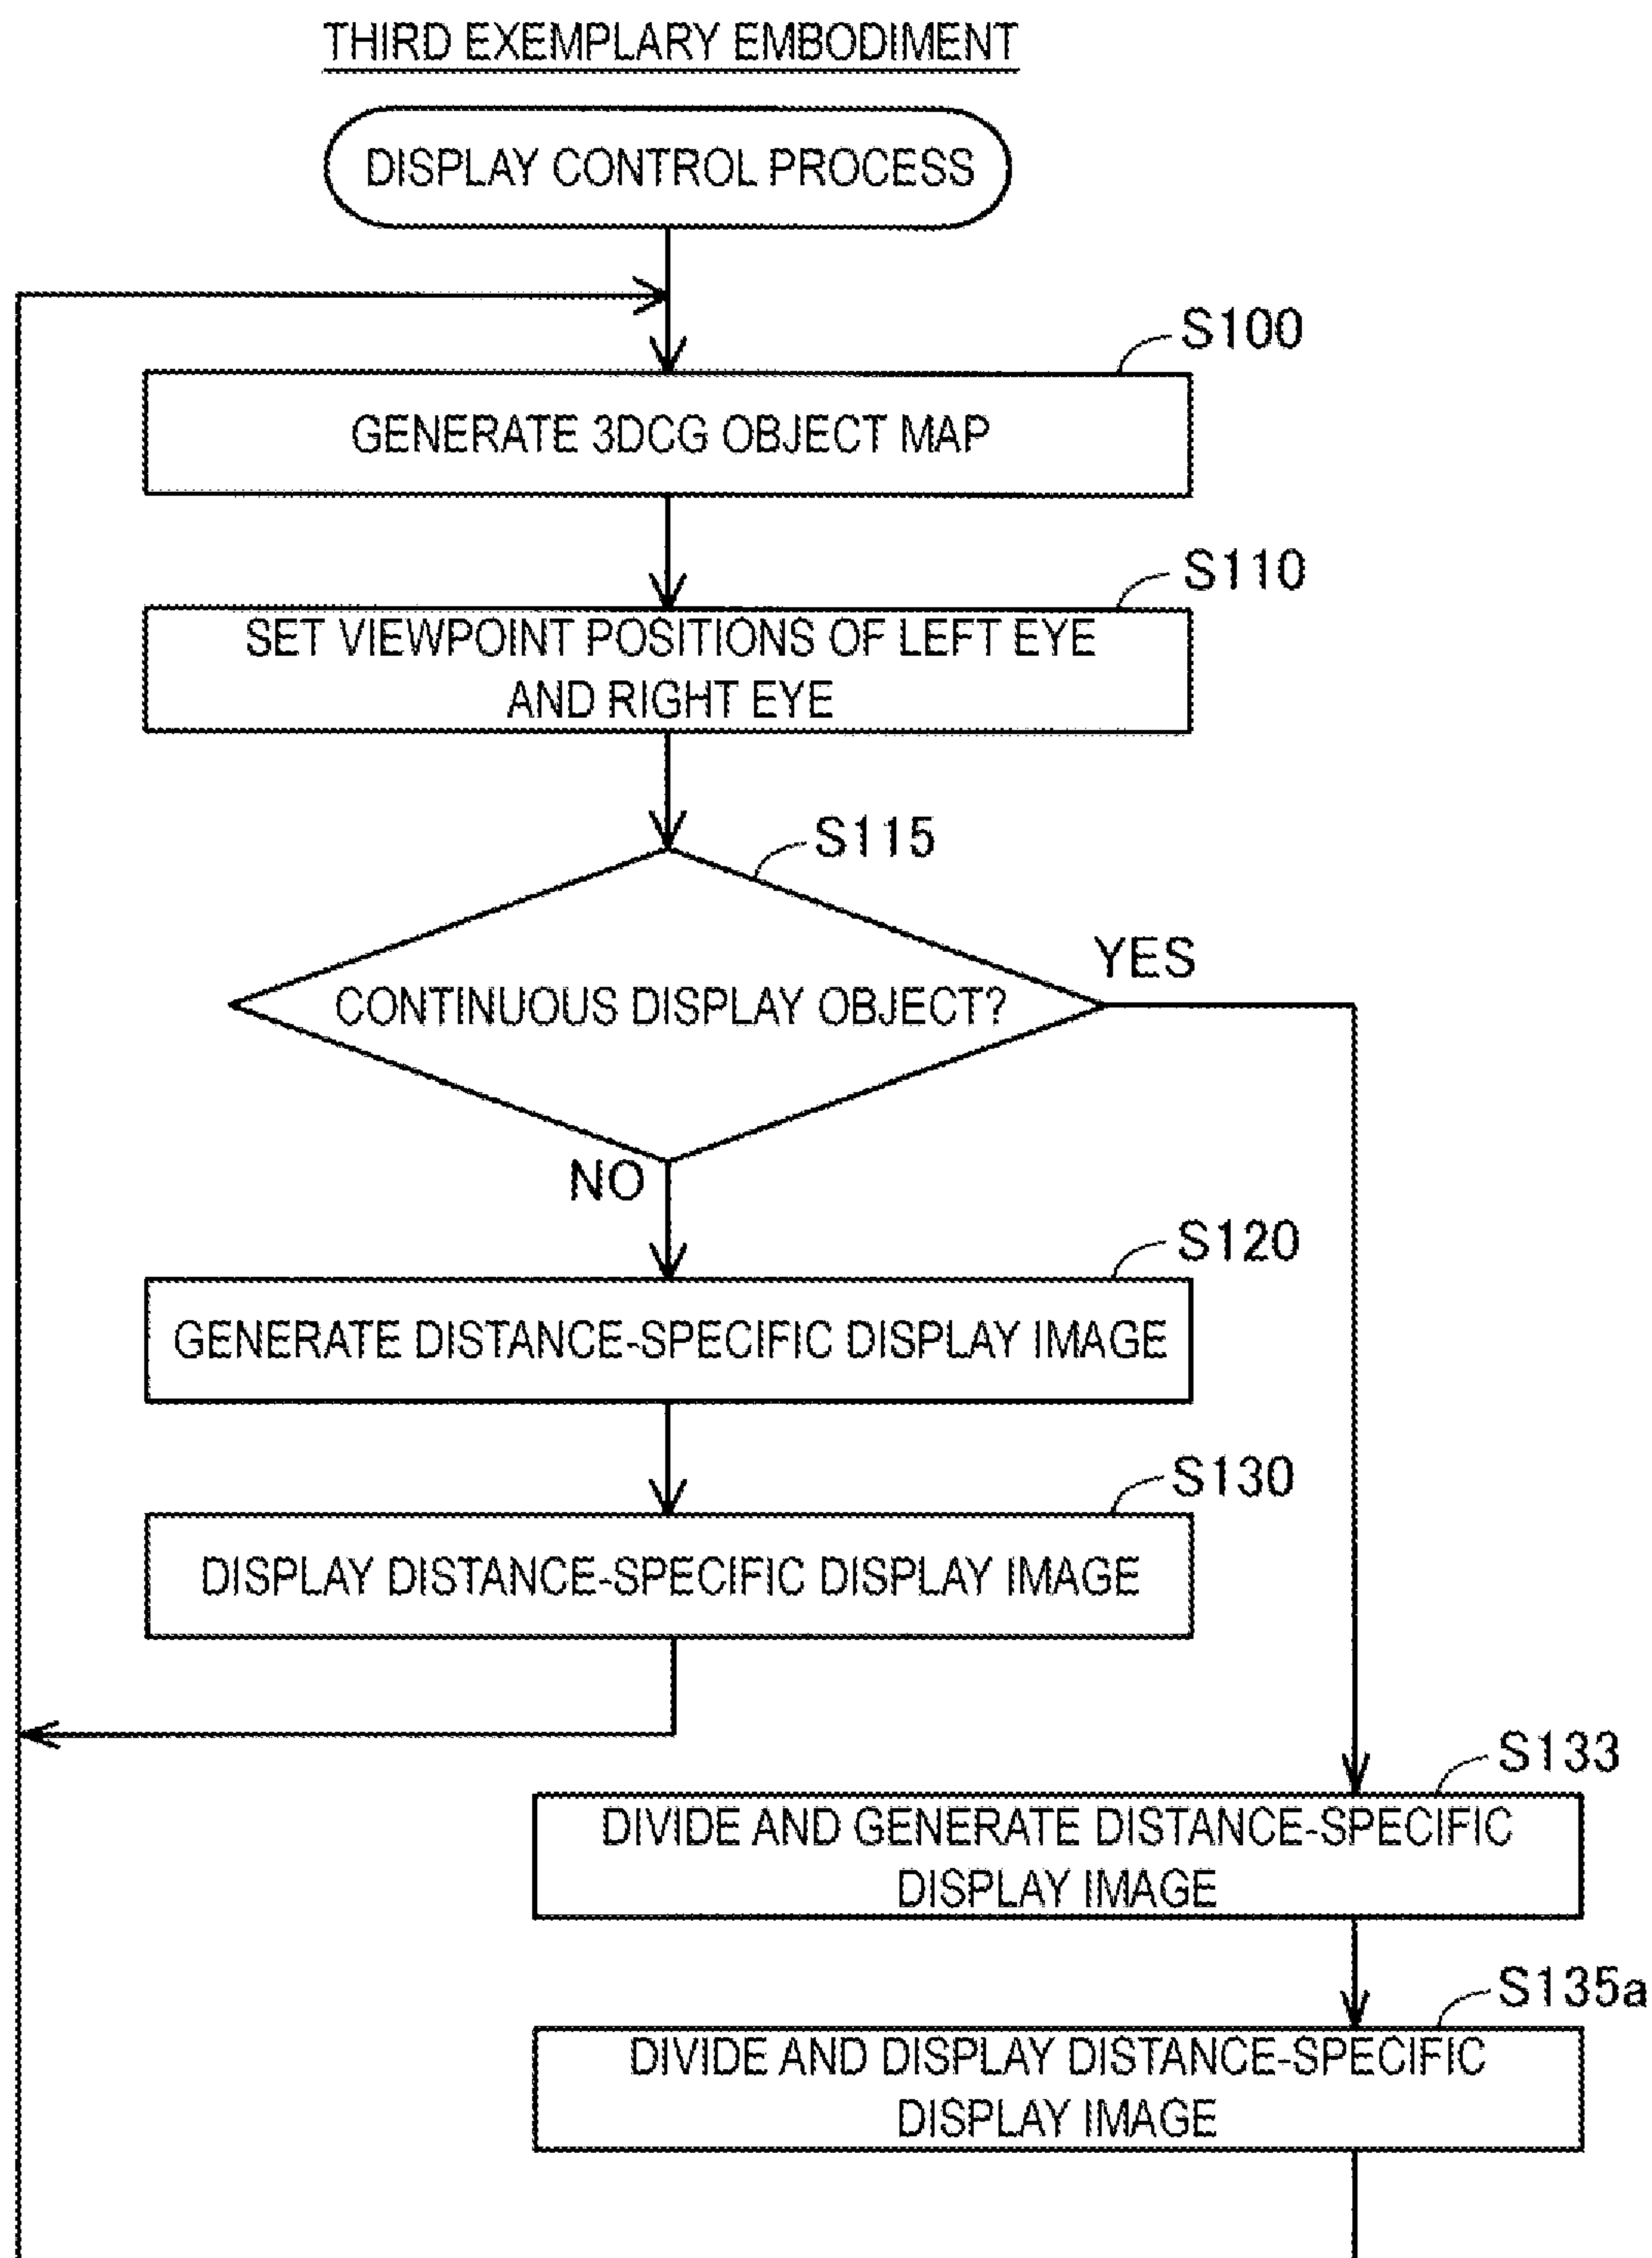 THIRD EXEMPLARY EMBODIMENT
DISPLAY CONTROL PROCESS
S100
GENERATE 3DCG OBJECT MAP
S110
SET VIEWPOINT POSITIONS OF LEFT EYE
AND RIGHT EYE
S115
CONTINUOUS DISPLAY OBJECT?
YES
NO
S120
GENERATE DISTANCE-SPECIFIC DISPLAY IMAGE
S130
DISPLAY DISTANCE-SPECIFIC DISPLAY IMAGE
S133
DIVIDE AND GENERATE DISTANCE-SPECIFIC
DISPLAY IMAGE
S135a
DIVIDE AND DISPLAY DISTANCE-SPECIFIC
DISPLAY IMAGE